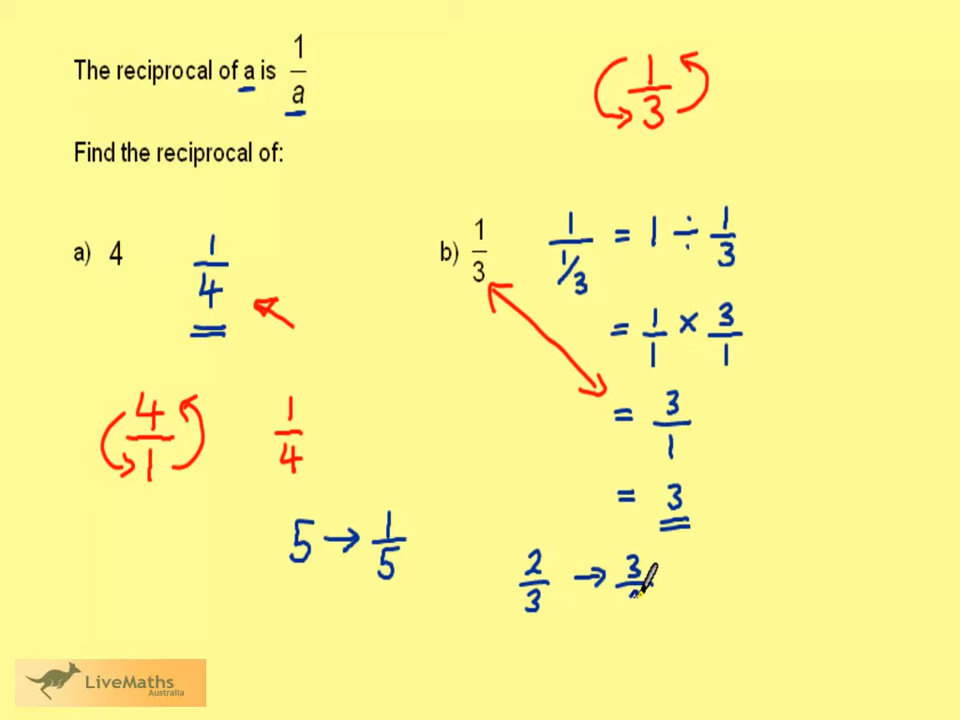 The reciprocal of a is 1/a
1/3
Find the reciprocal of:
a) 4 1/4
b) 1/3 1/(1/3) = 1 ÷ 1/3
= 1/1 × 3/1
= 3/1
= 3
4/1 1/4
5 → 1/5
2/3 → 3/
LiveMaths
Australia